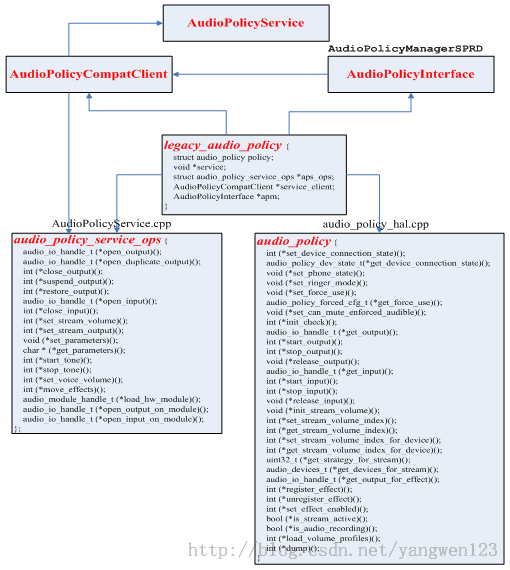 AudioPolicyService
AudioPolicyManagerSPRD
AudioPolicyCompatClient
AudioPolicyInterface
legacy_audio_policy {
struct audio_policy policy;
void *service;
struct audio_policy_service_ops *aps_ops;
AudioPolicyCompatClient *service_client;
AudioPolicyInterface *apm;
}
AudioPolicyService.cpp
audio_policy_service_ops {
audio_io_handle_t (*open_output)();
audio_io_handle_t (*open_duplicate_output)();
int (*close_output)();
int (*suspend_output)();
int (*restore_output)();
audio_io_handle_t (*open_input)();
int (*close_input)();
int (*set_stream_volume)();
int (*set_stream_output)();
void (*set_parameters)();
char * (*get_parameters)();
int (*start_tone)();
int (*stop_tone)();
int (*set_voice_volume)();
int (*move_effects)();
audio_module_handle_t (*load_hw_module)();
audio_io_handle_t (*open_output_on_module)();
audio_io_handle_t (*open_input_on_module)();
};
audio_policy_hal.cpp
audio_policy {
int (*set_device_connection_state)();
audio_policy_dev_state_t(*get_device_connection_state)();
void (*set_phone_state)();
void (*set_ringer_mode)();
void (*set_force_use)();
audio_policy_forced_cfg_t (*get_force_use)();
void (*set_can_mute_enforced_audible)();
int (*init_check)();
audio_io_handle_t (*get_output)();
int (*start_output)();
int (*stop_output)();
void (*release_output)();
audio_io_handle_t (*get_input)();
int (*start_input)();
int (*stop_input)();
void (*release_input)();
void (*init_stream_volume)();
int (*set_stream_volume_index)();
int (*get_stream_volume_index)();
int (*set_stream_volume_index_for_device)();
int (*get_stream_volume_index_for_device)();
uint32_t (*get_strategy_for_stream)();
audio_devices_t (*get_devices_for_stream)();
audio_io_handle_t (*get_output_for_effect)();
int (*register_effect)();
int (*unregister_effect)();
int (*set_effect_enabled)();
bool (*is_stream_active)();
bool (*is_audio_recording)();
int (*load_volume_profiles)();
int (*dump)();
}
http://blog.csdn.net/yangwen123